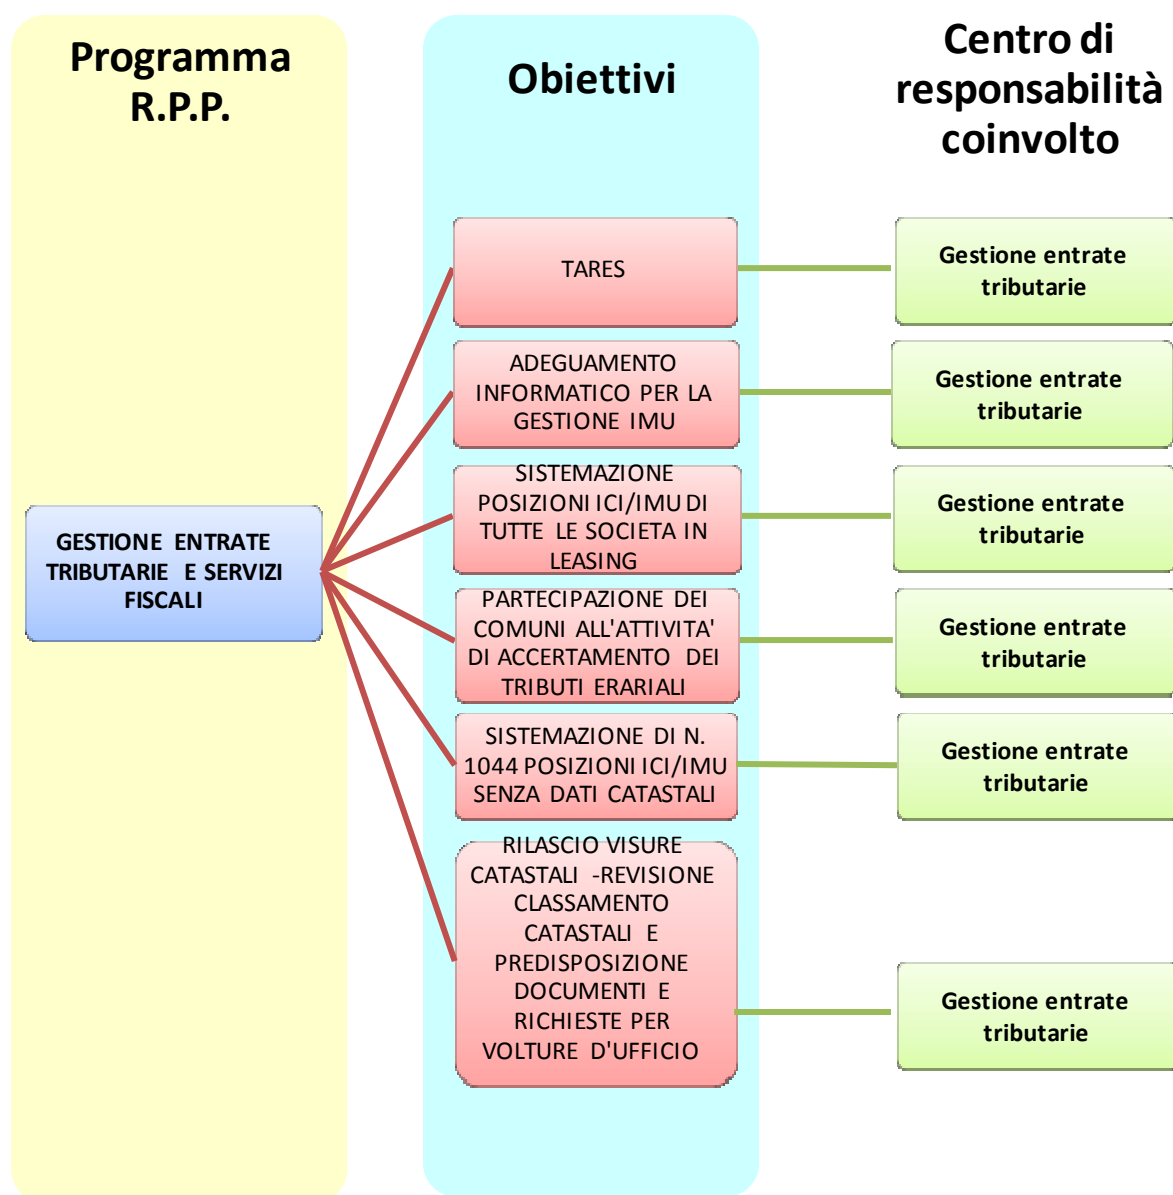 Programma
R.P.P.
Obiettivi
Centro di
responsabilità
coinvolto
GESTIONE ENTRATE
TRIBUTARIE E SERVIZI
FISCALI
TARES
Gestione entrate
tributarie
ADEGUAMENTO
INFORMATICO PER LA
GESTIONE IMU
Gestione entrate
tributarie
SISTEMAZIONE
POSIZIONI ICI/IMU DI
TUTTE LE SOCIETA IN
LEASING
Gestione entrate
tributarie
PARTECIPAZIONE DEI
COMUNI ALL'ATTIVITA'
DI ACCERTAMENTO DEI
TRIBUTI ERARIALI
Gestione entrate
tributarie
SISTEMAZIONE DI N.
1044 POSIZIONI ICI/IMU
SENZA DATI CATASTALI
Gestione entrate
tributarie
RILASCIO VISURE
CATASTALI -REVISIONE
CLASSAMENTO
CATASTALI E
PREDISPOSIZIONE
DOCUMENTI E
RICHIESTE PER
VOLTURE D'UFFICIO
Gestione entrate
tributarie